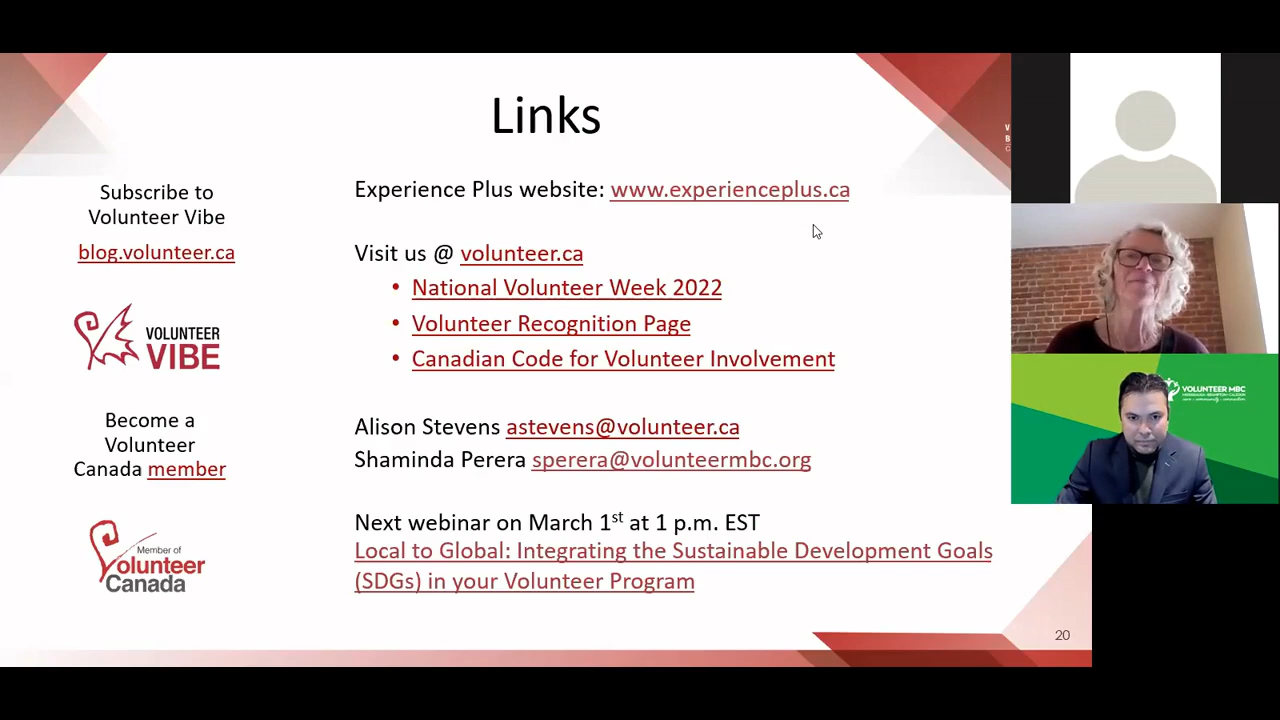 Links
Subscribe to
Volunteer Vibe
blog.volunteer.ca
VOLUNTEER
VIBE
Become a
Volunteer
Canada member
Member of
Volunteer
Canada
Experience Plus website: www.experienceplus.ca
Visit us @ volunteer.ca
• National Volunteer Week 2022
• Volunteer Recognition Page
• Canadian Code for Volunteer Involvement
Alison Stevens astevens@volunteer.ca
Shaminda Perera sperera@volunteermbc.org
Next webinar on March 1st at 1 p.m. EST
Local to Global: Integrating the Sustainable Development Goals
(SDGs) in your Volunteer Program
20
VOLUNTEER MBC